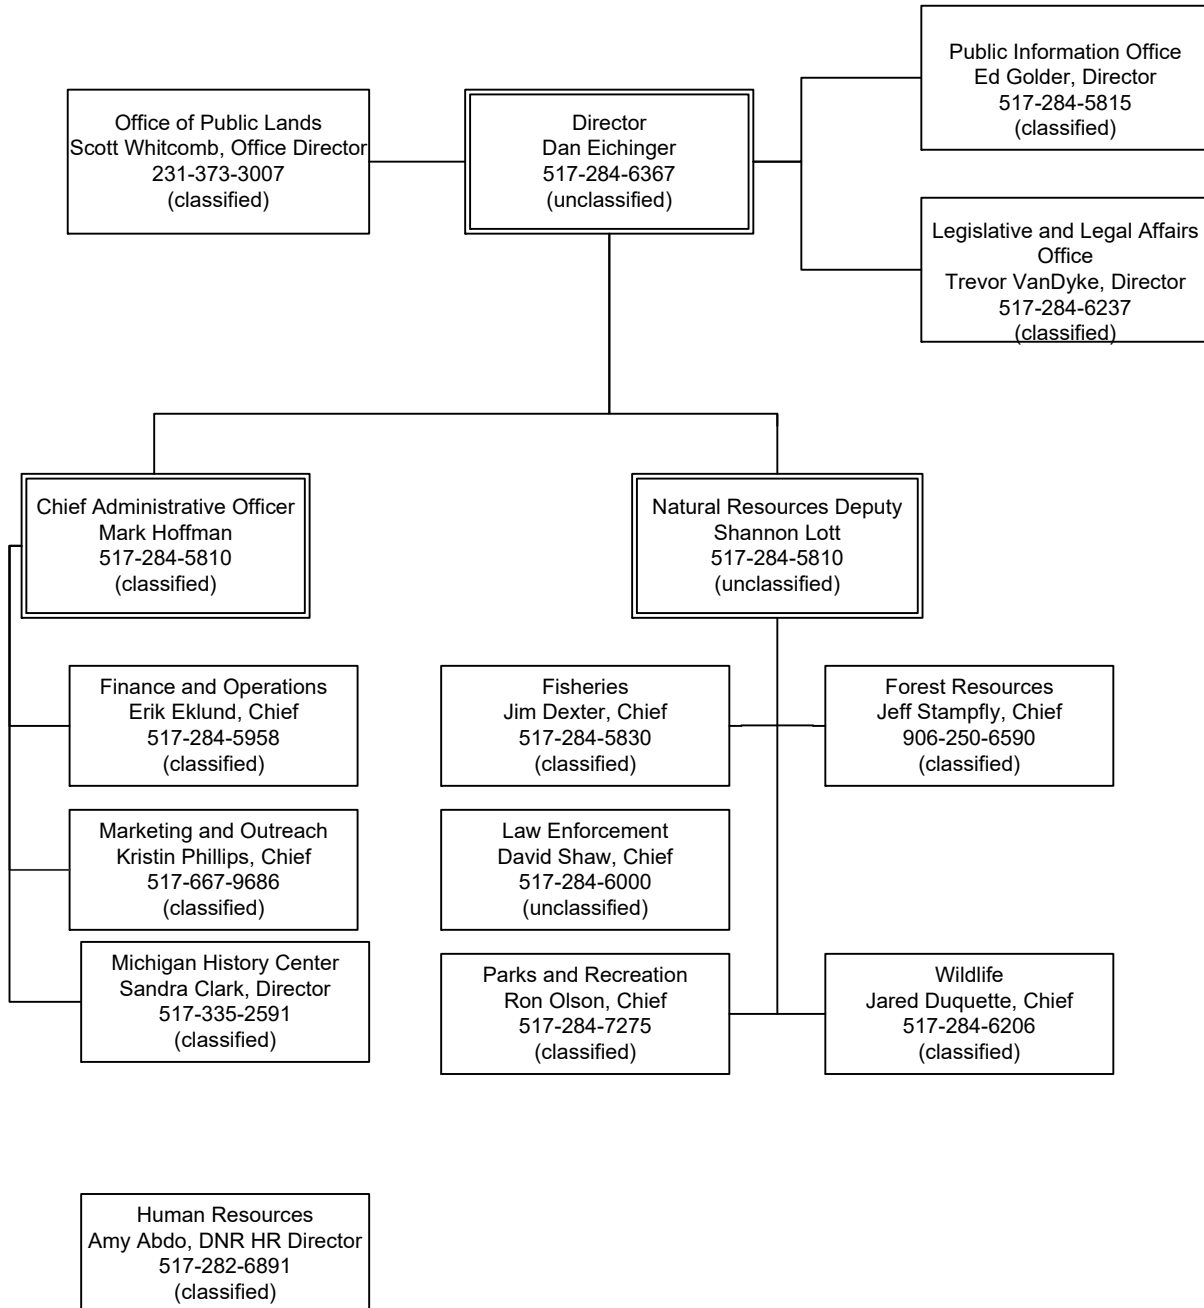 Public Information Office
Ed Golder, Director
517-284-5815
(classified)
Office of Public Lands
Scott Whitcomb, Office Director
231-373-3007
(classified)
Director
Dan Eichinger
517-284-6367
(unclassified)
Legislative and Legal Affairs
Office
Trevor VanDyke, Director
517-284-6237
(classified)
Chief Administrative Officer
Mark Hoffman
517-284-5810
(classified)
Natural Resources Deputy
Shannon Lott
517-284-5810
(unclassified)
Finance and Operations
Erik Eklund, Chief
517-284-5958
(classified)
Fisheries
Jim Dexter, Chief
517-284-5830
(classified)
Forest Resources
Jeff Stampfly, Chief
906-250-6590
(classified)
Marketing and Outreach
Kristin Phillips, Chief
517-667-9686
(classified)
Law Enforcement
David Shaw, Chief
517-284-6000
(unclassified)
Michigan History Center
Sandra Clark, Director
517-335-2591
(classified)
Parks and Recreation
Ron Olson, Chief
517-284-7275
(classified)
Wildlife
Jared Duquette, Chief
517-284-6206
(classified)
Human Resources
Amy Abdo, DNR HR Director
517-282-6891
(classified)